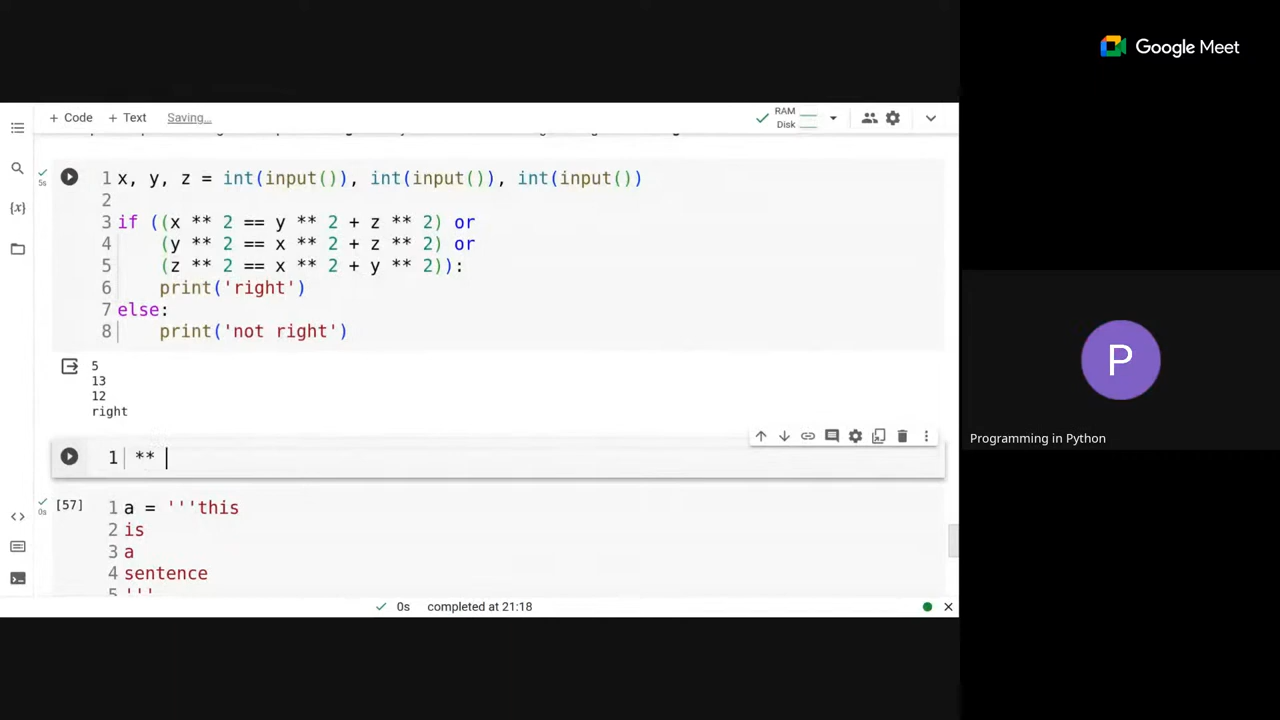 Google Meet
+ Code + Text Saving...
RAM
Disk
5s
1 x, y, z = int(input()), int(input()), int(input())
2
3 if ((x ** 2 == y ** 2 + z ** 2) or
4 (y ** 2 == x ** 2 + z ** 2) or
5 (z ** 2 == x ** 2 + y ** 2)):
6 print('right')
7 else:
8 print('not right')
5
13
12
right
1 **
[57]
0s
1 a = '''this
2 is
3 a
4 sentence
5 '''
0s completed at 21:18
P
Programming in Python